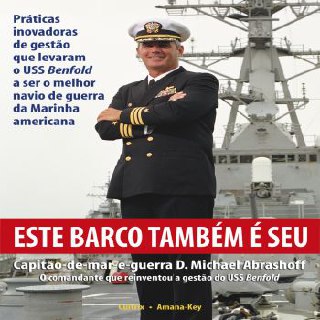 Práticas
inovadoras
de gestão
que levaram
o USS Benfold
a ser o melhor
navio de guerra
da Marinha
americana
ESTE BARCO TAMBÉM É SEU
Capitão-de-mar-e-guerra D. Michael Abrashoff
O comandante que reinventou a gestão do USS Benfold
Cultrix • Amana-Key